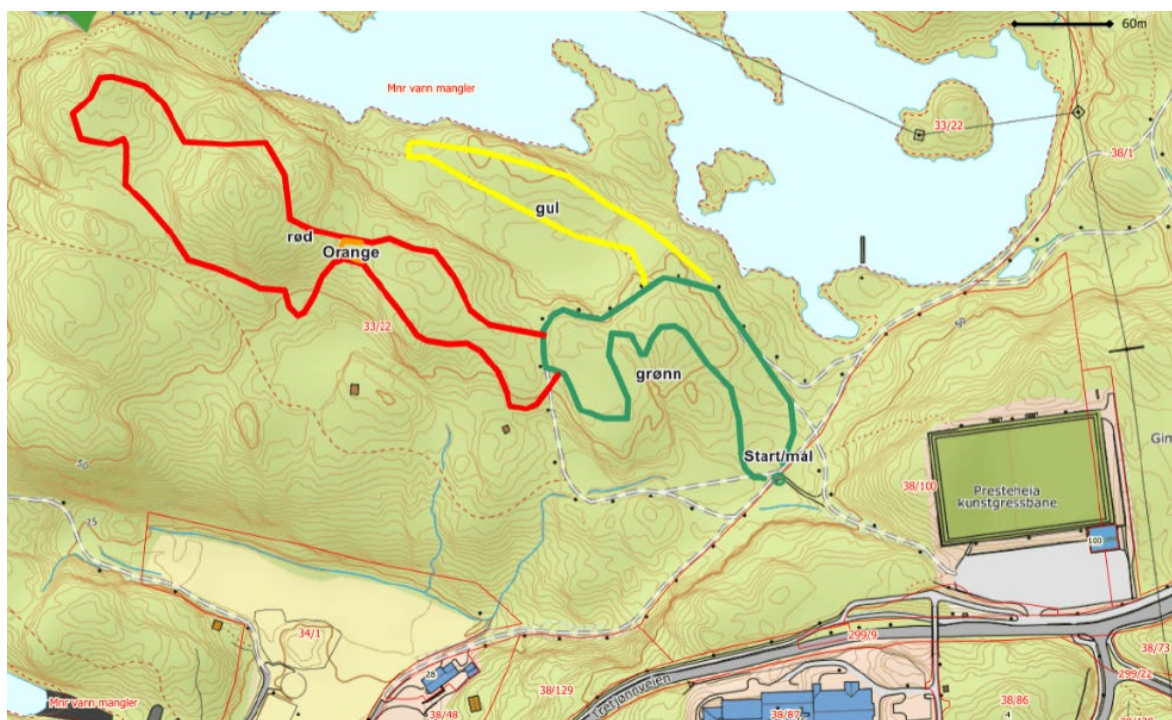 60m
Mnr vann mangler
33/22
38/1
gul
rød
Orange
50
33/22
grønn
Start/mål
38/100
Presteheia
kunstgressbane
50
25
100
34/1
299/9
38/73
28
299/22
38/129
38/86
Mnr vann mangler
38/48
38/87
4